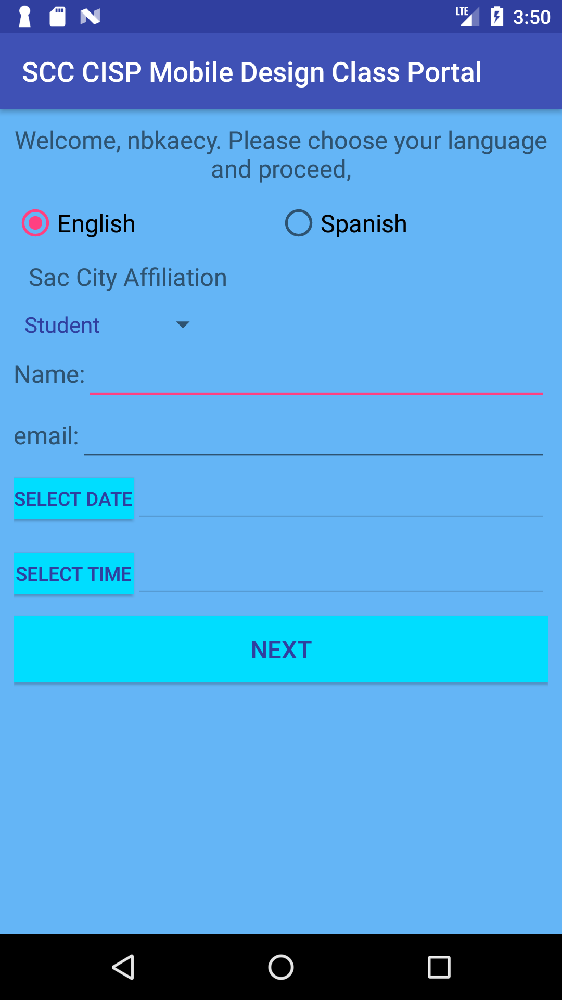 LTE 3:50
SCC CISP Mobile Design Class Portal
Welcome, nbkaecy. Please choose your language
and proceed,
English Spanish
Sac City Affiliation
Student
Name:
email:
SELECT DATE
SELECT TIME
NEXT